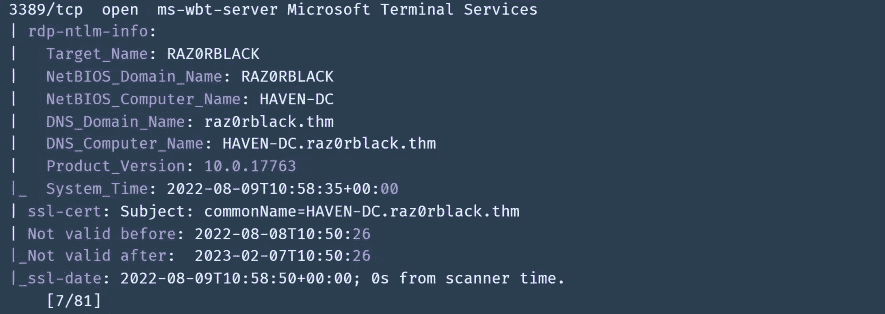 3389/tcp  open  ms-wbt-server Microsoft Terminal Services
| rdp-ntlm-info:
|   Target_Name: RAZ0RBLACK
|   NetBIOS_Domain_Name: RAZ0RBLACK
|   NetBIOS_Computer_Name: HAVEN-DC
|   DNS_Domain_Name: raz0rblack.thm
|   DNS_Computer_Name: HAVEN-DC.raz0rblack.thm
|   Product_Version: 10.0.17763
|_  System_Time: 2022-08-09T10:58:35+00:00
| ssl-cert: Subject: commonName=HAVEN-DC.raz0rblack.thm
| Not valid before: 2022-08-08T10:50:26
|_Not valid after:  2023-02-07T10:50:26
|_ssl-date: 2022-08-09T10:58:50+00:00; 0s from scanner time.
    [7/81]